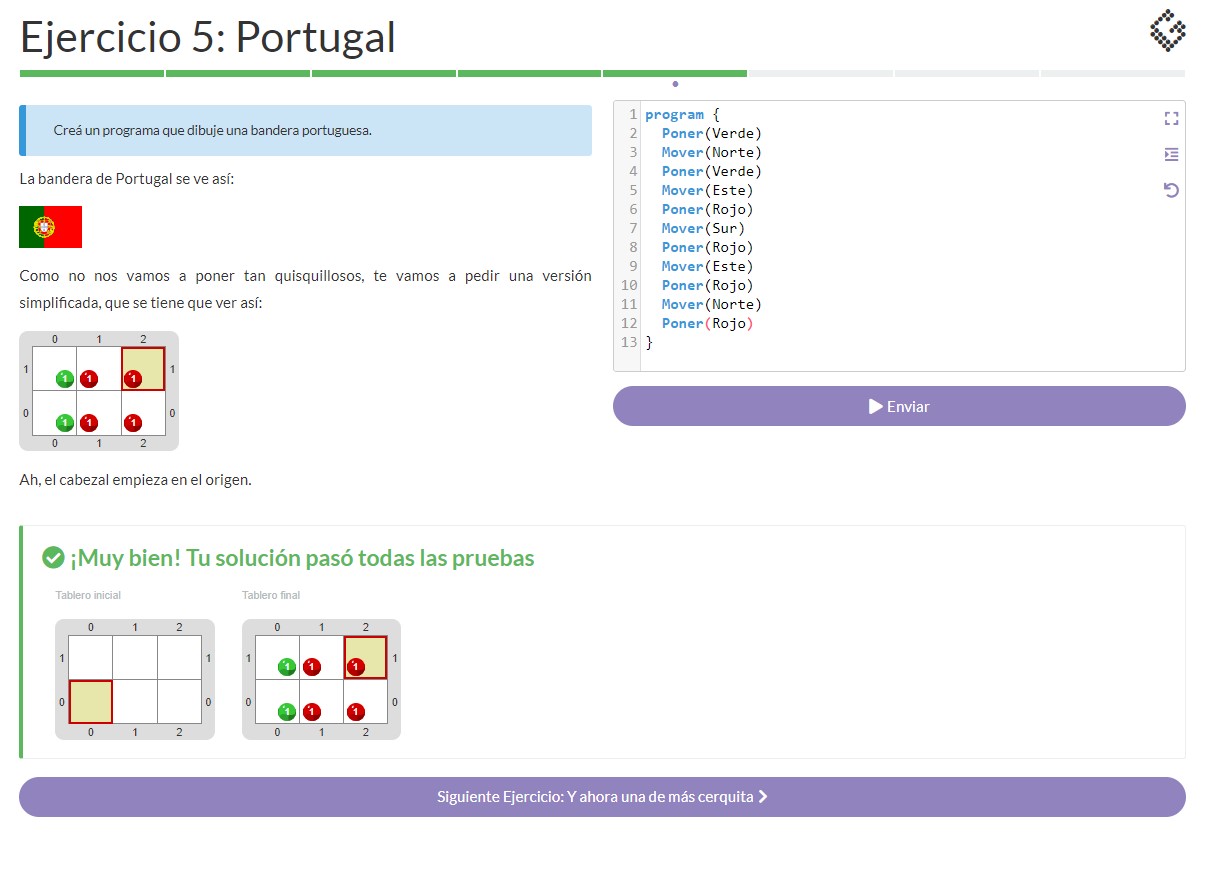 Ejercicio 5: Portugal
Creá un programa que dibuje una bandera portuguesa.
La bandera de Portugal se ve así:
Como no nos vamos a poner tan quisquillosos, te vamos a pedir una versión
simplificada, que se tiene que ver así:
0 1 2
1 1 1 1 1
0 1 1 1 0
0 1 2
Ah, el cabezal empieza en el origen.
1 program {
2 Poner(Verde)
3 Mover(Norte)
4 Poner(Verde)
5 Mover(Este)
6 Poner(Rojo)
7 Mover(Sur)
8 Poner(Rojo)
9 Mover(Este)
10 Poner(Rojo)
11 Mover(Norte)
12 Poner(Rojo)
13 }
Enviar
¡Muy bien! Tu solución pasó todas las pruebas
Tablero inicial
0 1 2
1 1
0 0
0 1 2
Tablero final
0 1 2
1 1 1 1 1
0 1 1 1 0
0 1 2
Siguiente Ejercicio: Y ahora una de más cerquita